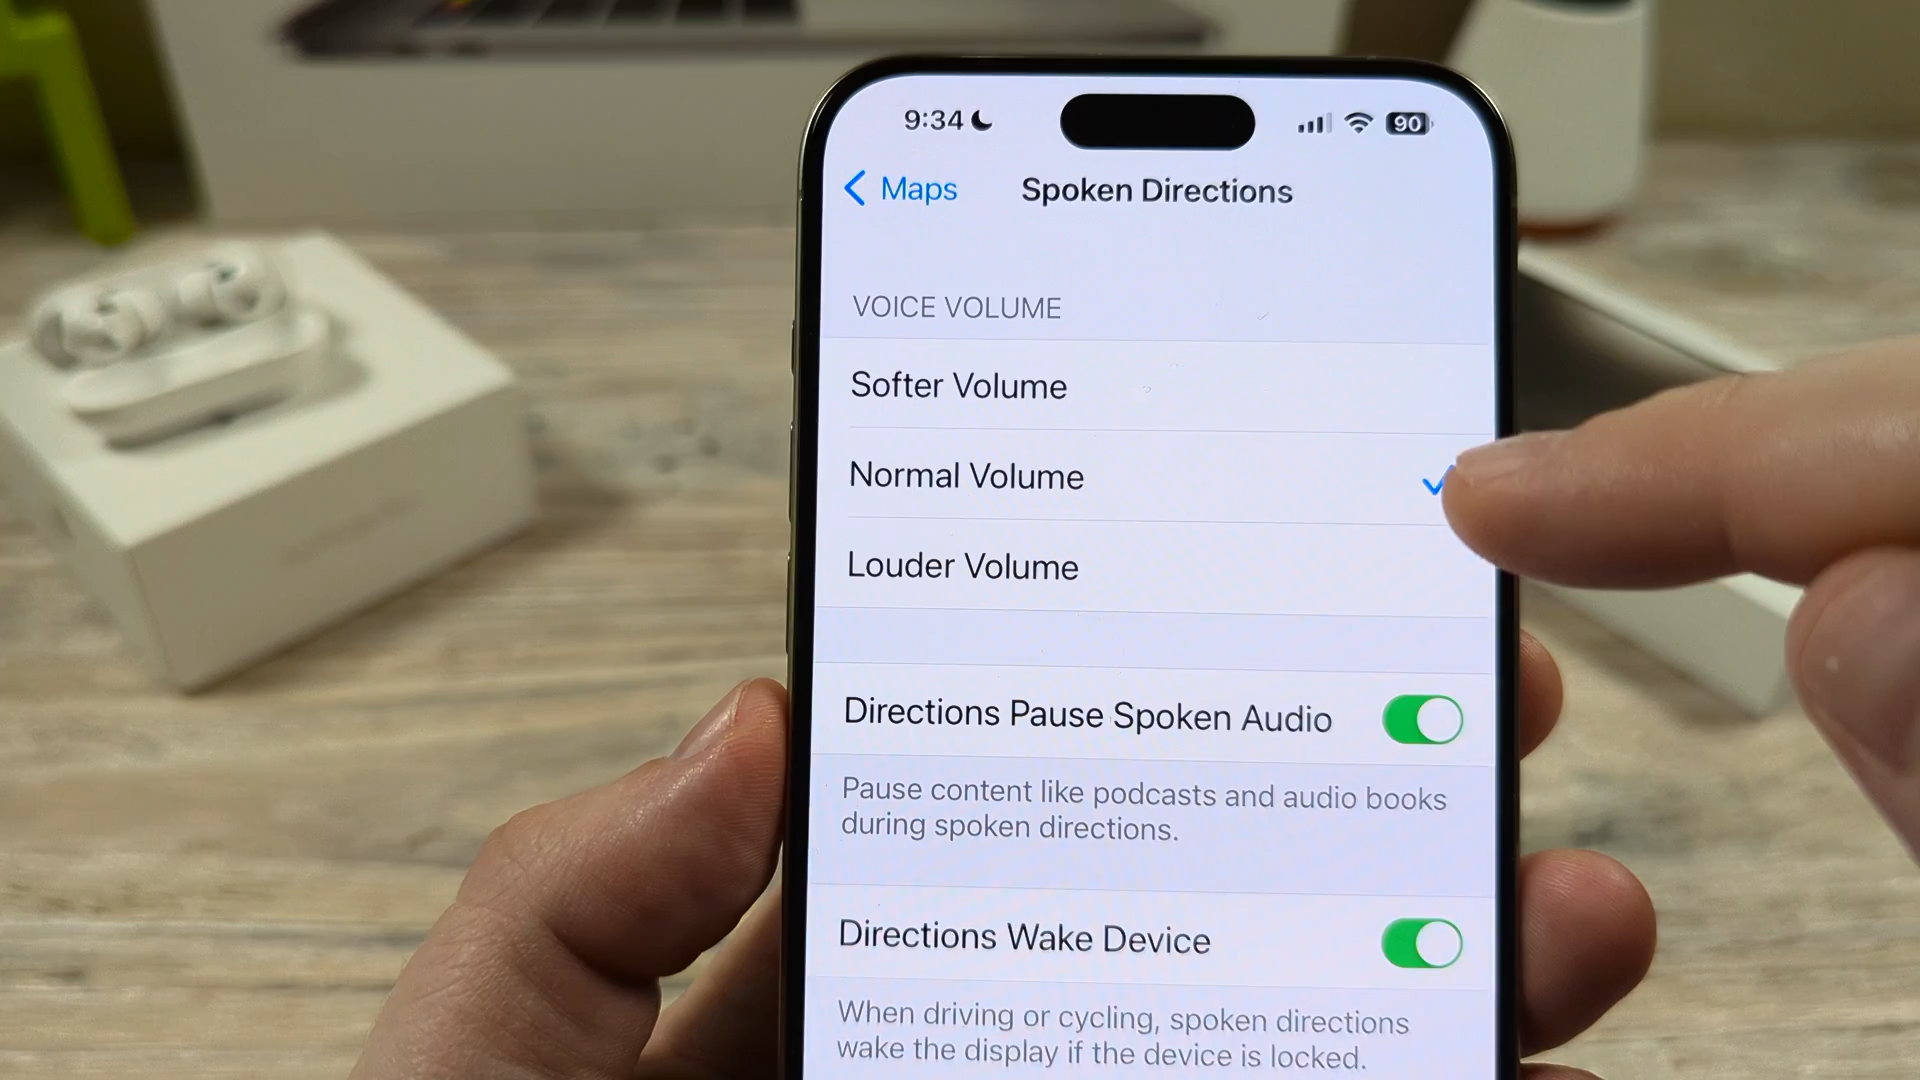 9:34
90
Maps
Spoken Directions
VOICE VOLUME
Softer Volume
Normal Volume
Louder Volume
Directions Pause Spoken Audio
Pause content like podcasts and audio books
during spoken directions.
Directions Wake Device
When driving or cycling, spoken directions
wake the display if the device is locked.